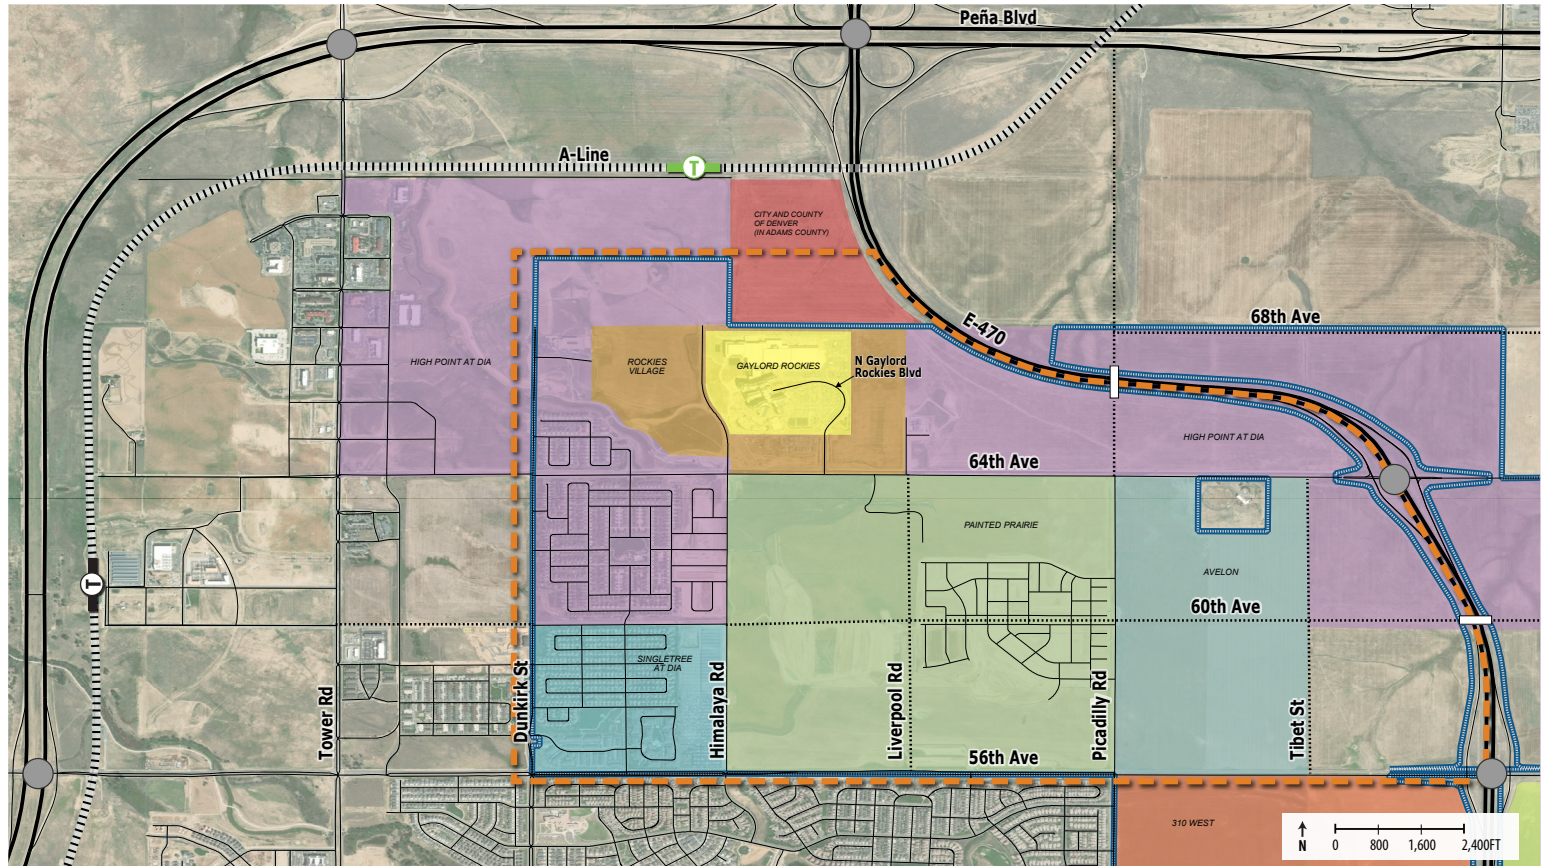 Peña Blvd
A-Line
T
CITY AND COUNTY
OF DENVER
(IN ADAMS COUNTY)
E-470
68th Ave
HIGH POINT AT DIA
ROCKIES
VILLAGE
GAYLORD ROCKIES
N Gaylord
Rockies Blvd
HIGH POINT AT DIA
64th Ave
PAINTED PRAIRIE
AVELON
T
60th Ave
SINGLETREE
AT DIA
Tower Rd
Dunkirk St
Himalaya Rd
Liverpool Rd
Picadilly Rd
Tibet St
56th Ave
310 WEST
N
0 800 1,600 2,400FT